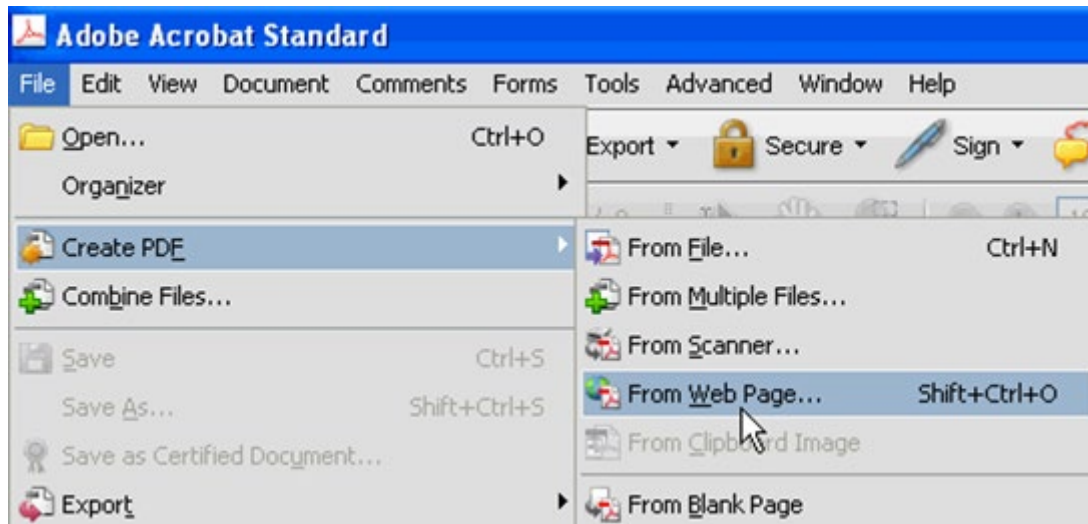 Adobe Acrobat Standard
File Edit View Document Comments Forms Tools Advanced Window Help
Open... Ctrl+O
Export Secure Sign
Organizer
Create PDF
From File... Ctrl+N
Combine Files...
From Multiple Files...
Save Ctrl+S
From Scanner...
Save As... Shift+Ctrl+S
From Web Page... Shift+Ctrl+O
Save as Certified Document...
From Clipboard Image
Export
From Blank Page